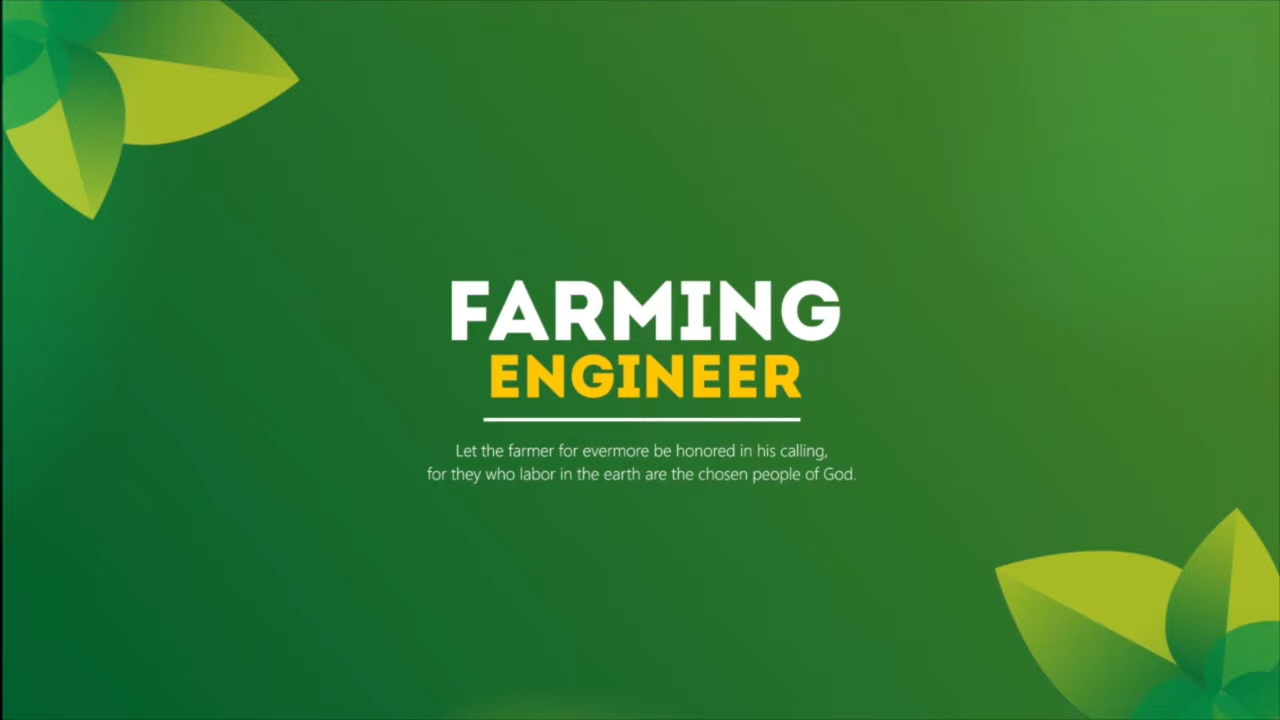 FARMING
ENGINEER
Let the farmer for evermore be honored in his calling,
for they who labor in the earth are the chosen people of God.